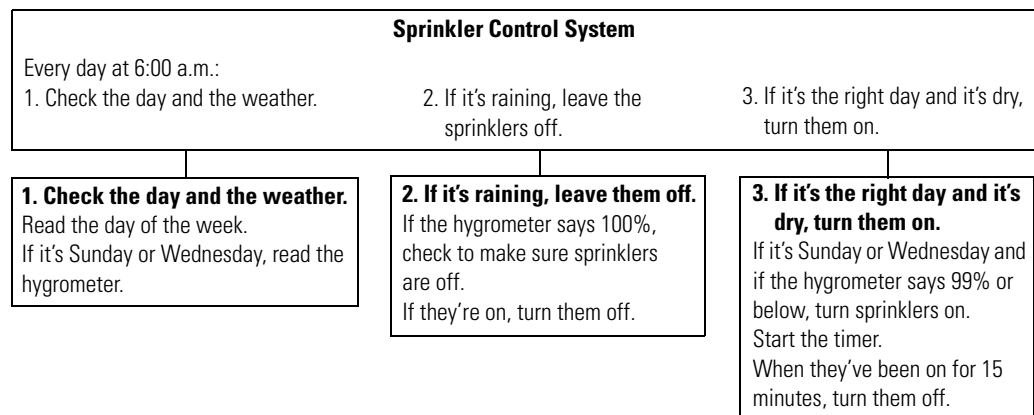 Sprinkler Control System
Every day at 6:00 a.m.:
1. Check the day and the weather.
2. If it's raining, leave the
sprinklers off.
3. If it's the right day and it's dry,
turn them on.
1. Check the day and the weather.
Read the day of the week.
If it's Sunday or Wednesday, read the
hygrometer.
2. If it's raining, leave them off.
If the hygrometer says 100%,
check to make sure sprinklers
are off.
If they're on, turn them off.
3. If it's the right day and it's
dry, turn them on.
If it's Sunday or Wednesday and
if the hygrometer says 99% or
below, turn sprinklers on.
Start the timer.
When they've been on for 15
minutes, turn them off.